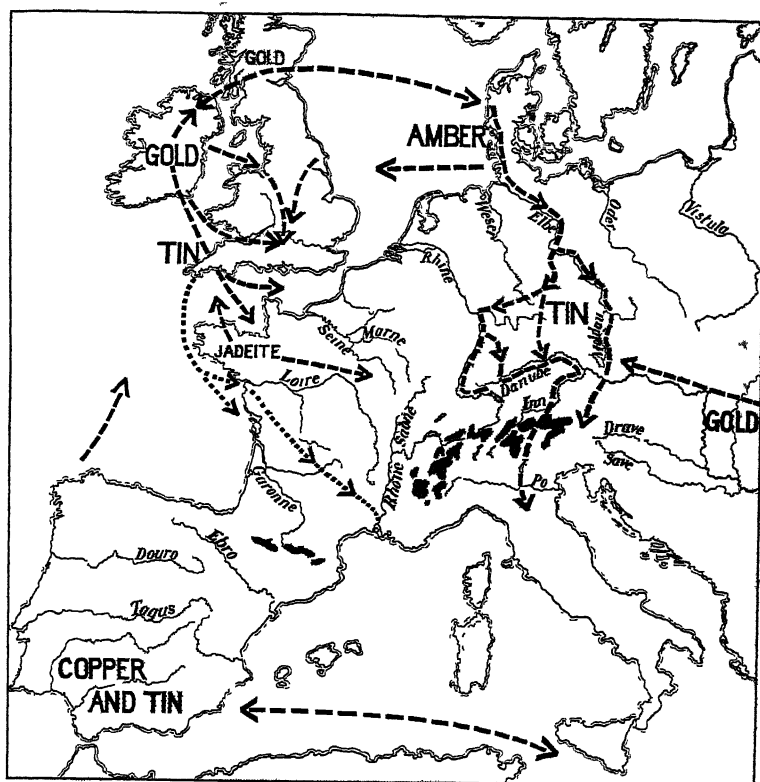 GOLD
AMBER
GOLD
TIN
Weser
Elbe
Oder
Vistula
Rhine
JADEITE
Seine
Marne
Loire
TIN
Moldau
Danube
Inn
GOLD
Drave
Save
Saône
Rhône
Po
Garonne
Ebro
Douro
Tagus
COPPER
AND TIN